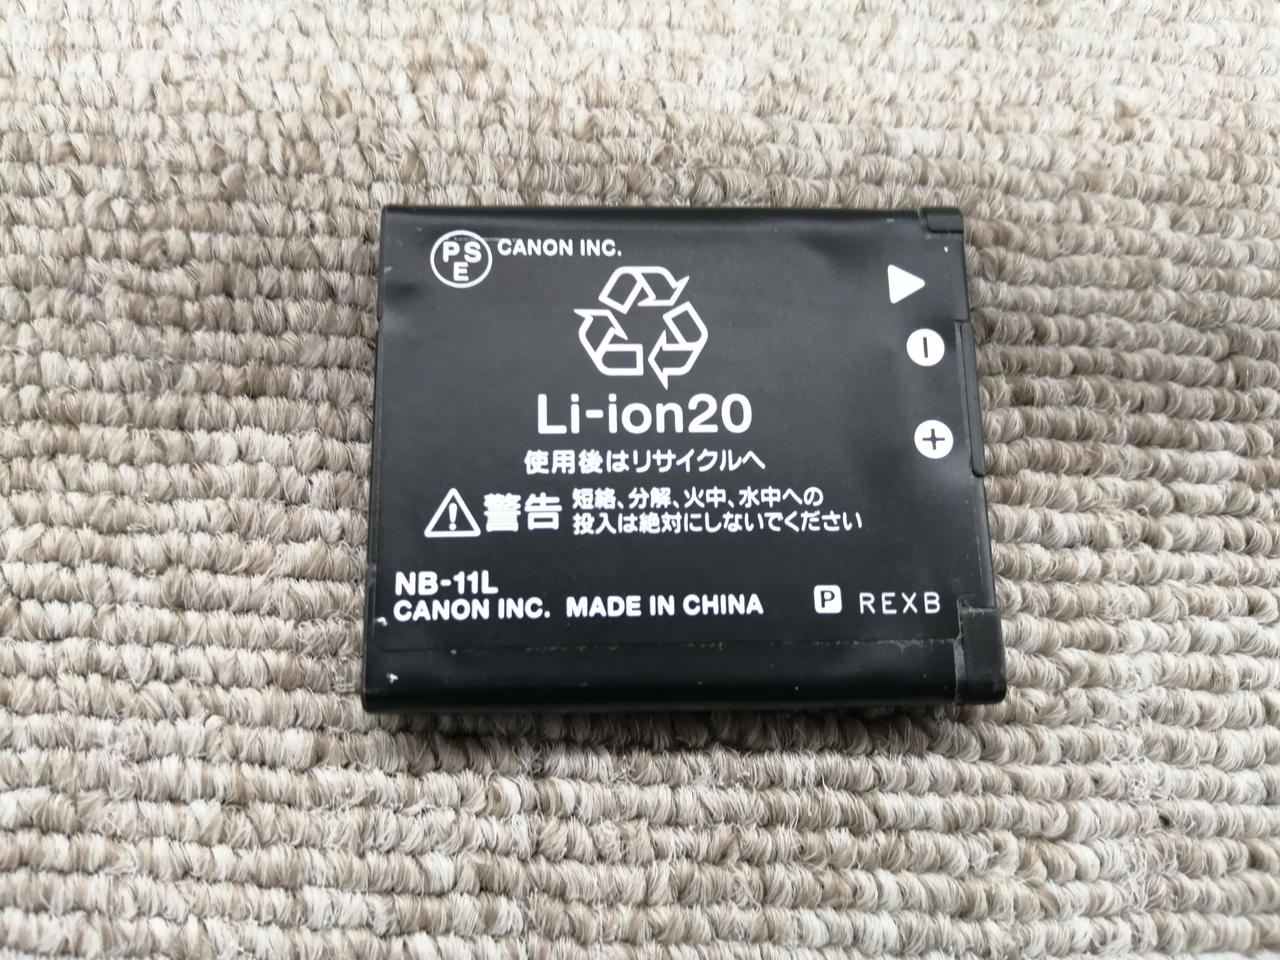 PSE CANON INC.
Li-ion20
使用後はリサイクルへ
警告 短絡、分解、火中、水中への
投入は絶対にしないでください
NB-11L
CANON INC. MADE IN CHINA
P REXB